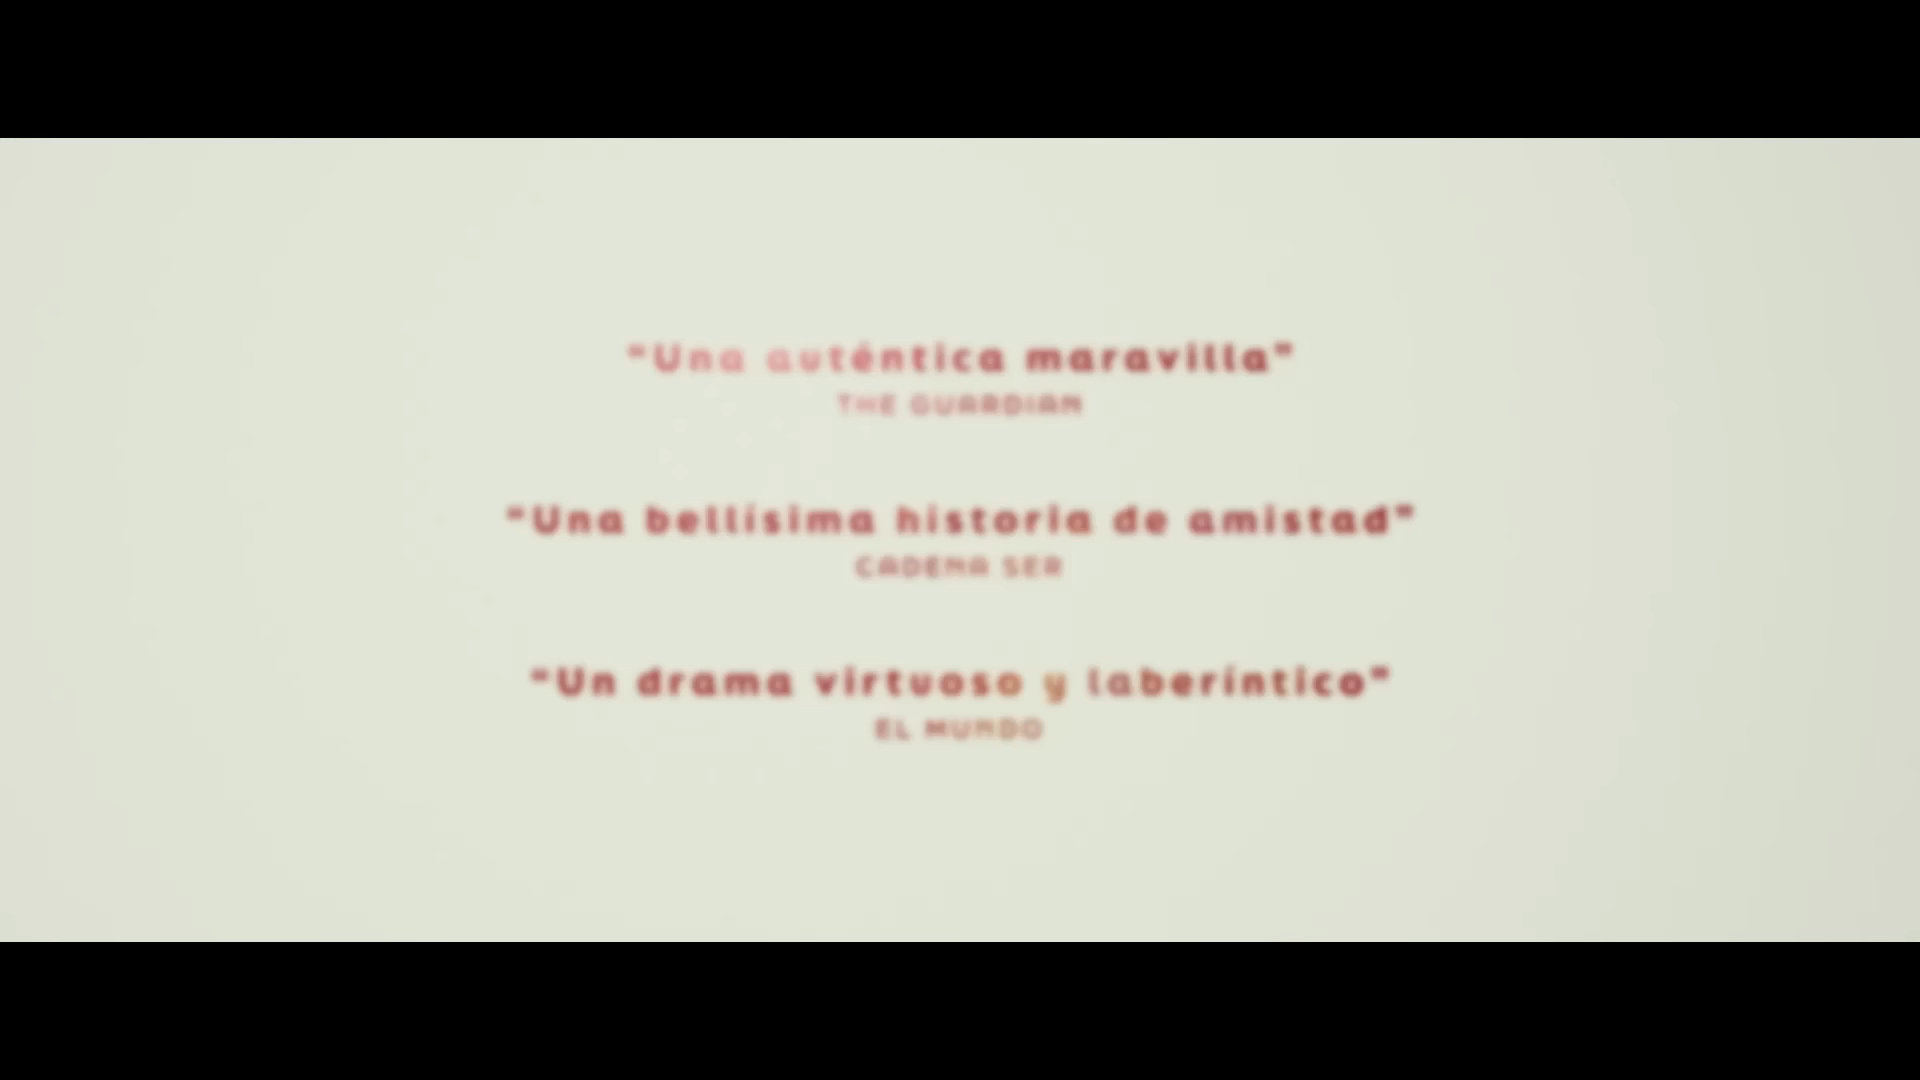 “Una auténtica maravilla”
THE GUARDIAN
“Una bellísima historia de amistad”
CADENA SER
“Un drama virtuoso y laberíntico”
EL MUNDO